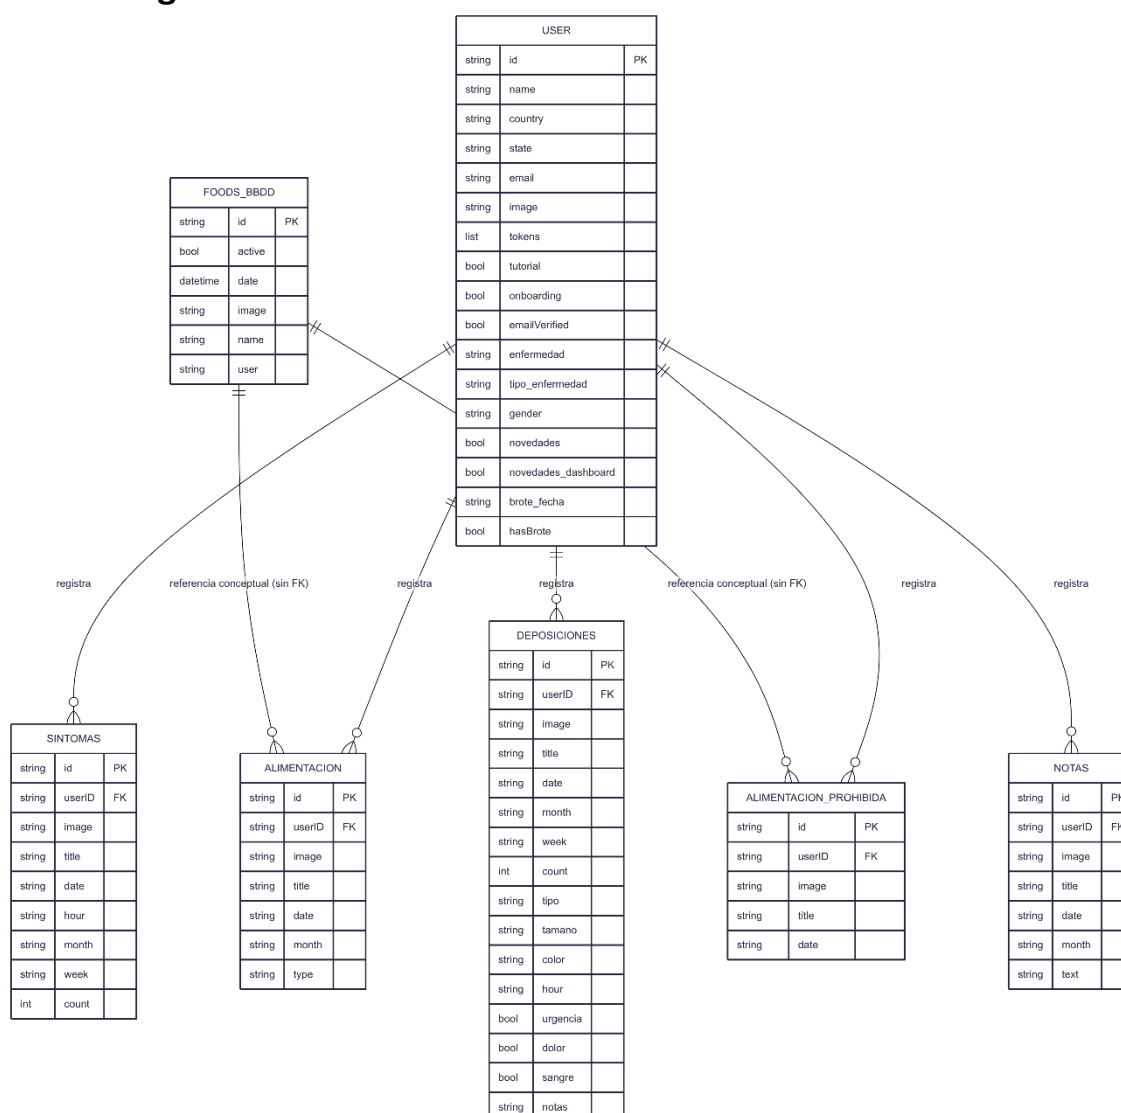 USER
string id PK
string name
string country
string state
string email
string image
list tokens
bool tutorial
bool onboarding
bool emailVerified
string enfermedad
string tipo_enfermedad
string gender
bool novedades
bool novedades_dashboard
string brote_fecha
bool hasBrote
FOODS_BBDD
string id PK
bool active
datetime date
string image
string name
string user
registra
referencia conceptual (sin FK)
registra
registra
referencia conceptual (sin FK)
registra
registra
SINTOMAS
string id PK
string userID FK
string image
string title
string date
string hour
string month
string week
int count
ALIMENTACION
string id PK
string userID FK
string image
string title
string date
string month
string type
DEPOSICIONES
string id PK
string userID FK
string image
string title
string date
string month
string week
int count
string tipo
string tamano
string color
string hour
bool urgencia
bool dolor
bool sangre
string notas
ALIMENTACION_PROHIBIDA
string id PK
string userID FK
string image
string title
string date
NOTAS
string id PK
string userID FK
string image
string title
string date
string month
string text